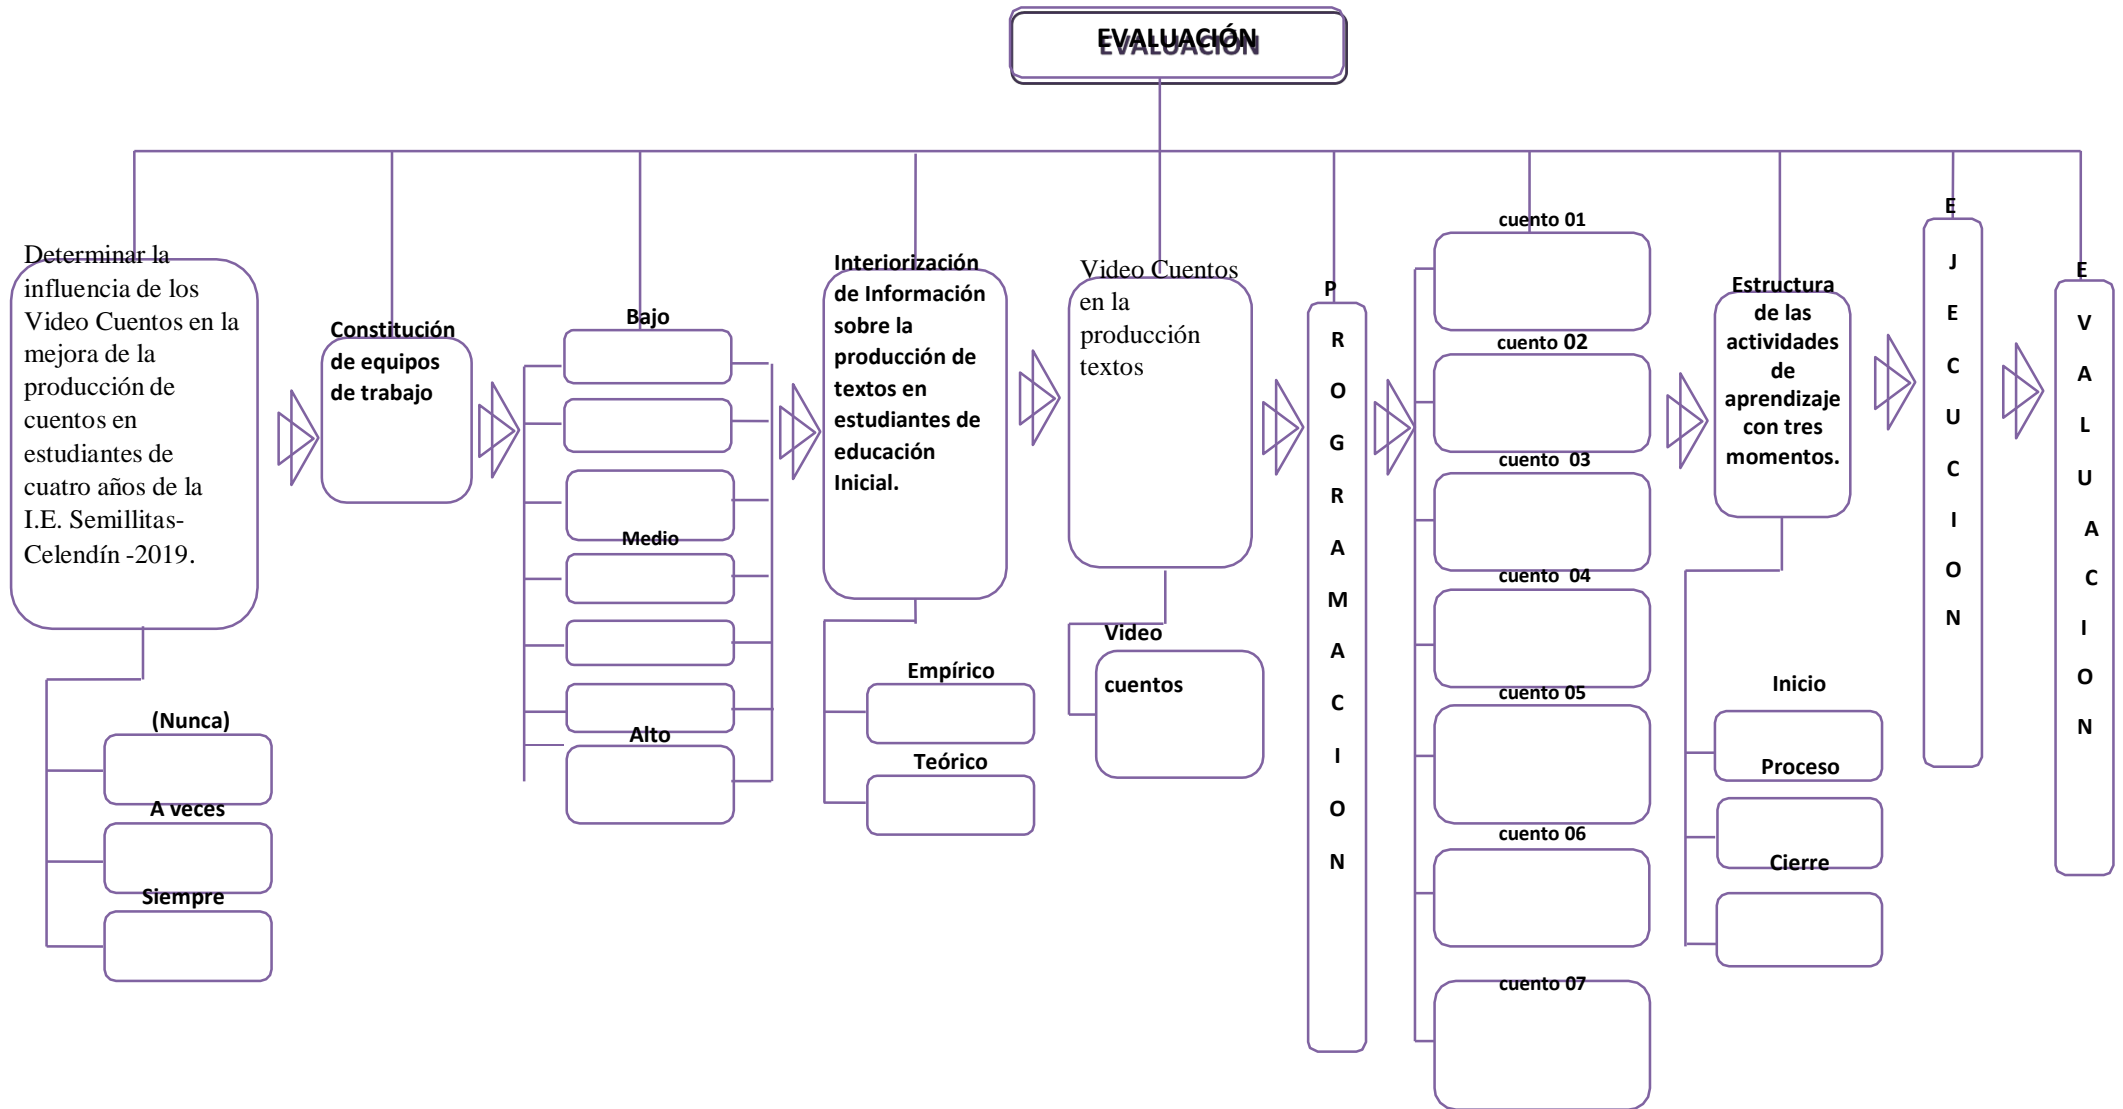 EVALUACIÓN
Determinar la
influencia de los
Video Cuentos en la
mejora de la
producción de
cuentos en
estudiantes de
cuatro años de la
I.E. Semillitas-
Celendín -2019.
(Nunca)
A veces
Siempre
Constitución
de equipos
de trabajo
Bajo
Medio
Alto
Interiorización
de Información
sobre la
producción de
textos en
estudiantes de
educación
Inicial.
Empírico
Teórico
Video Cuentos
en la
producción
textos
Video
cuentos
P
R
O
G
R
A
M
A
C
I
O
N
cuento 01
cuento 02
cuento 03
cuento 04
cuento 05
cuento 06
cuento 07
Estructura
de las
actividades
de
aprendizaje
con tres
momentos.
Inicio
Proceso
Cierre
E
J
E
C
U
C
I
O
N
E
V
A
L
U
A
C
I
O
N